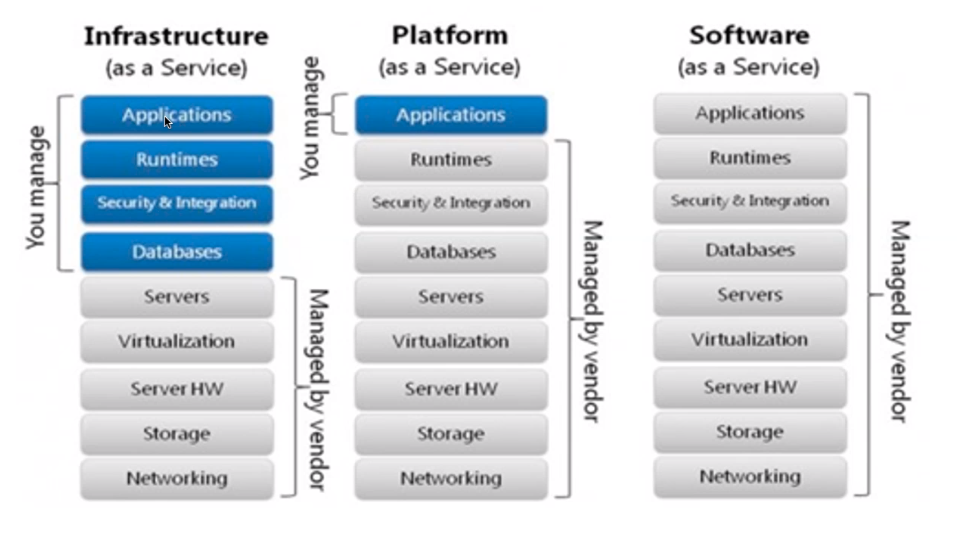 Infrastructure
(as a Service)
You manage
Applications
Runtimes
Security & Integration
Databases
Servers
Virtualization
Server HW
Storage
Networking
Managed by vendor
Platform
(as a Service)
You manage
Applications
Runtimes
Security & Integration
Databases
Servers
Virtualization
Server HW
Storage
Networking
Managed by vendor
Software
(as a Service)
Applications
Runtimes
Security & Integration
Databases
Servers
Virtualization
Server HW
Storage
Networking
Managed by vendor